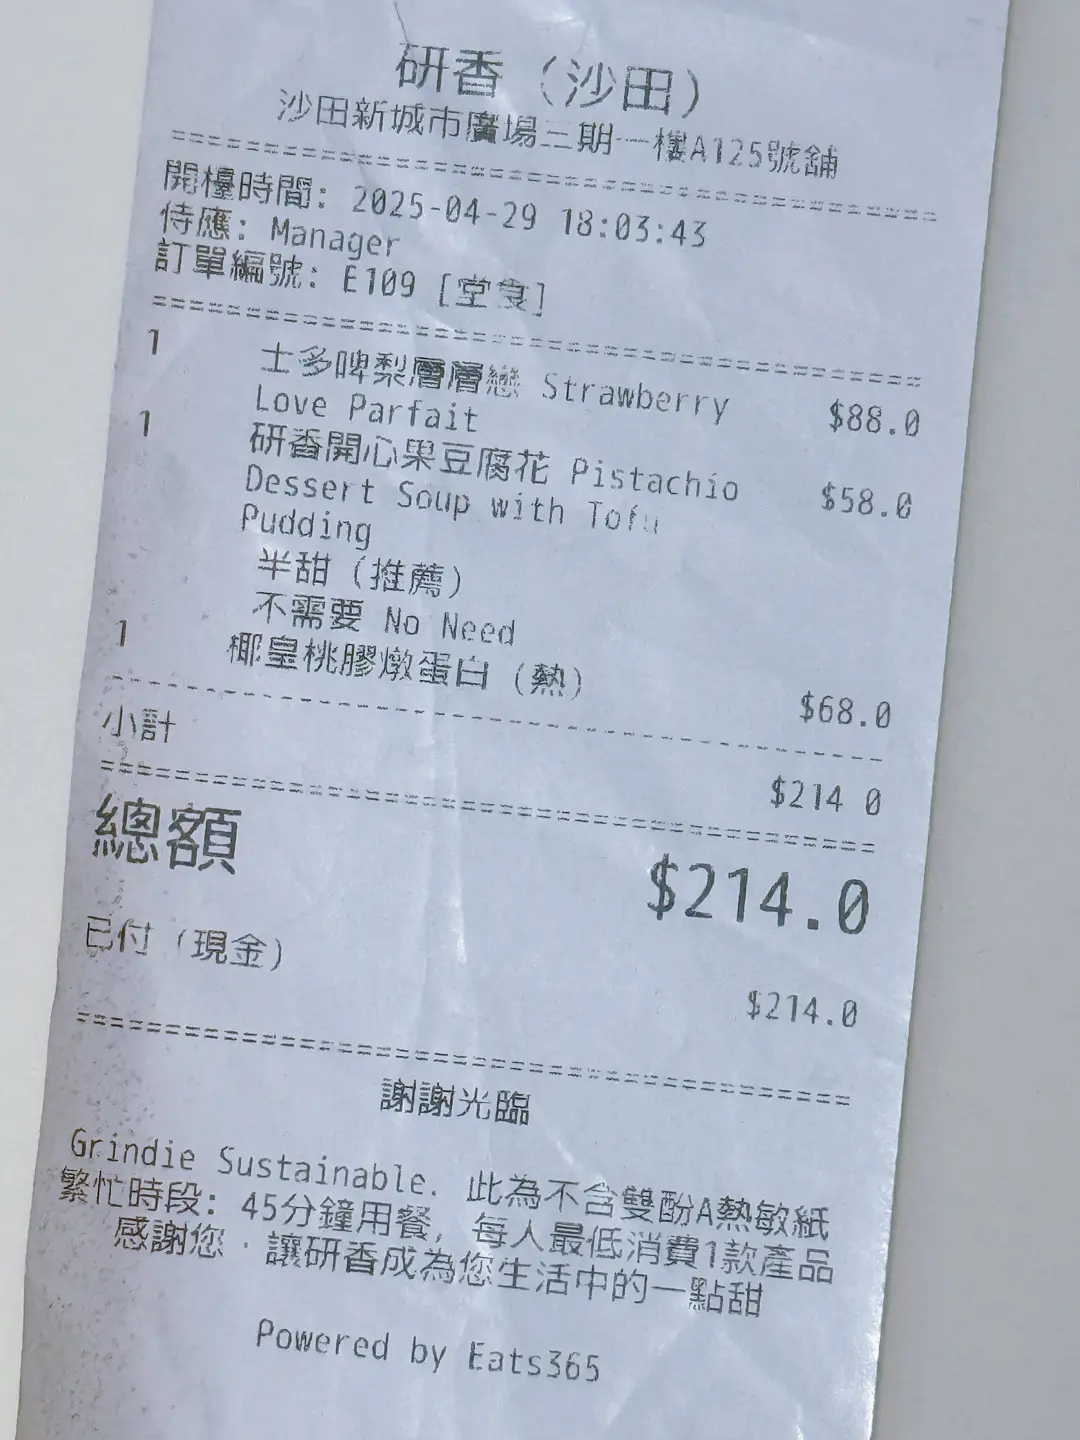 研香（沙田）
沙田新城市廣場三期一樓A125號舖
開檯時間: 2025-04-29 18:03:43
侍應: Manager
訂單編號: E109 [堂食]
1 士多啤梨層層戀 Strawberry Love Parfait $88.0
1 研香開心果豆腐花 Pistachio Dessert Soup with Tofu Pudding $58.0
半甜（推薦）
不需要 No Need
1 椰皇桃膠燉蛋白（熱） $68.0
小計 $214.0
總額 $214.0
已付（現金） $214.0
謝謝光臨
Grindie Sustainable. 此為不含雙酚A熱敏紙
繁忙時段: 45分鐘用餐, 每人最低消費1款產品
感謝您．讓研香成為您生活中的一點甜
Powered by Eats365